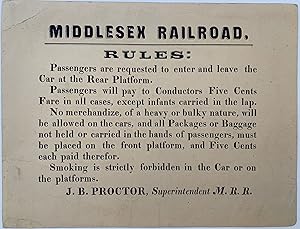 MIDDLESEX RAILROAD,
RULES:
Passengers are requested to enter and leave the
Car at the Rear Platform.
Passengers will pay to Conductors Five Cents
Fare in all cases, except infants carried in the lap.
No merchandize, of a heavy or bulky nature, will
be allowed on the cars, and all Packages or Baggage
not held or carried in the hands of passengers, must
be placed on the front platform, and Five Cents
each paid therefor.
Smoking is strictly forbidden in the Car or on
the platforms.
J. B. PROCTOR, Superintendent M. R. R.